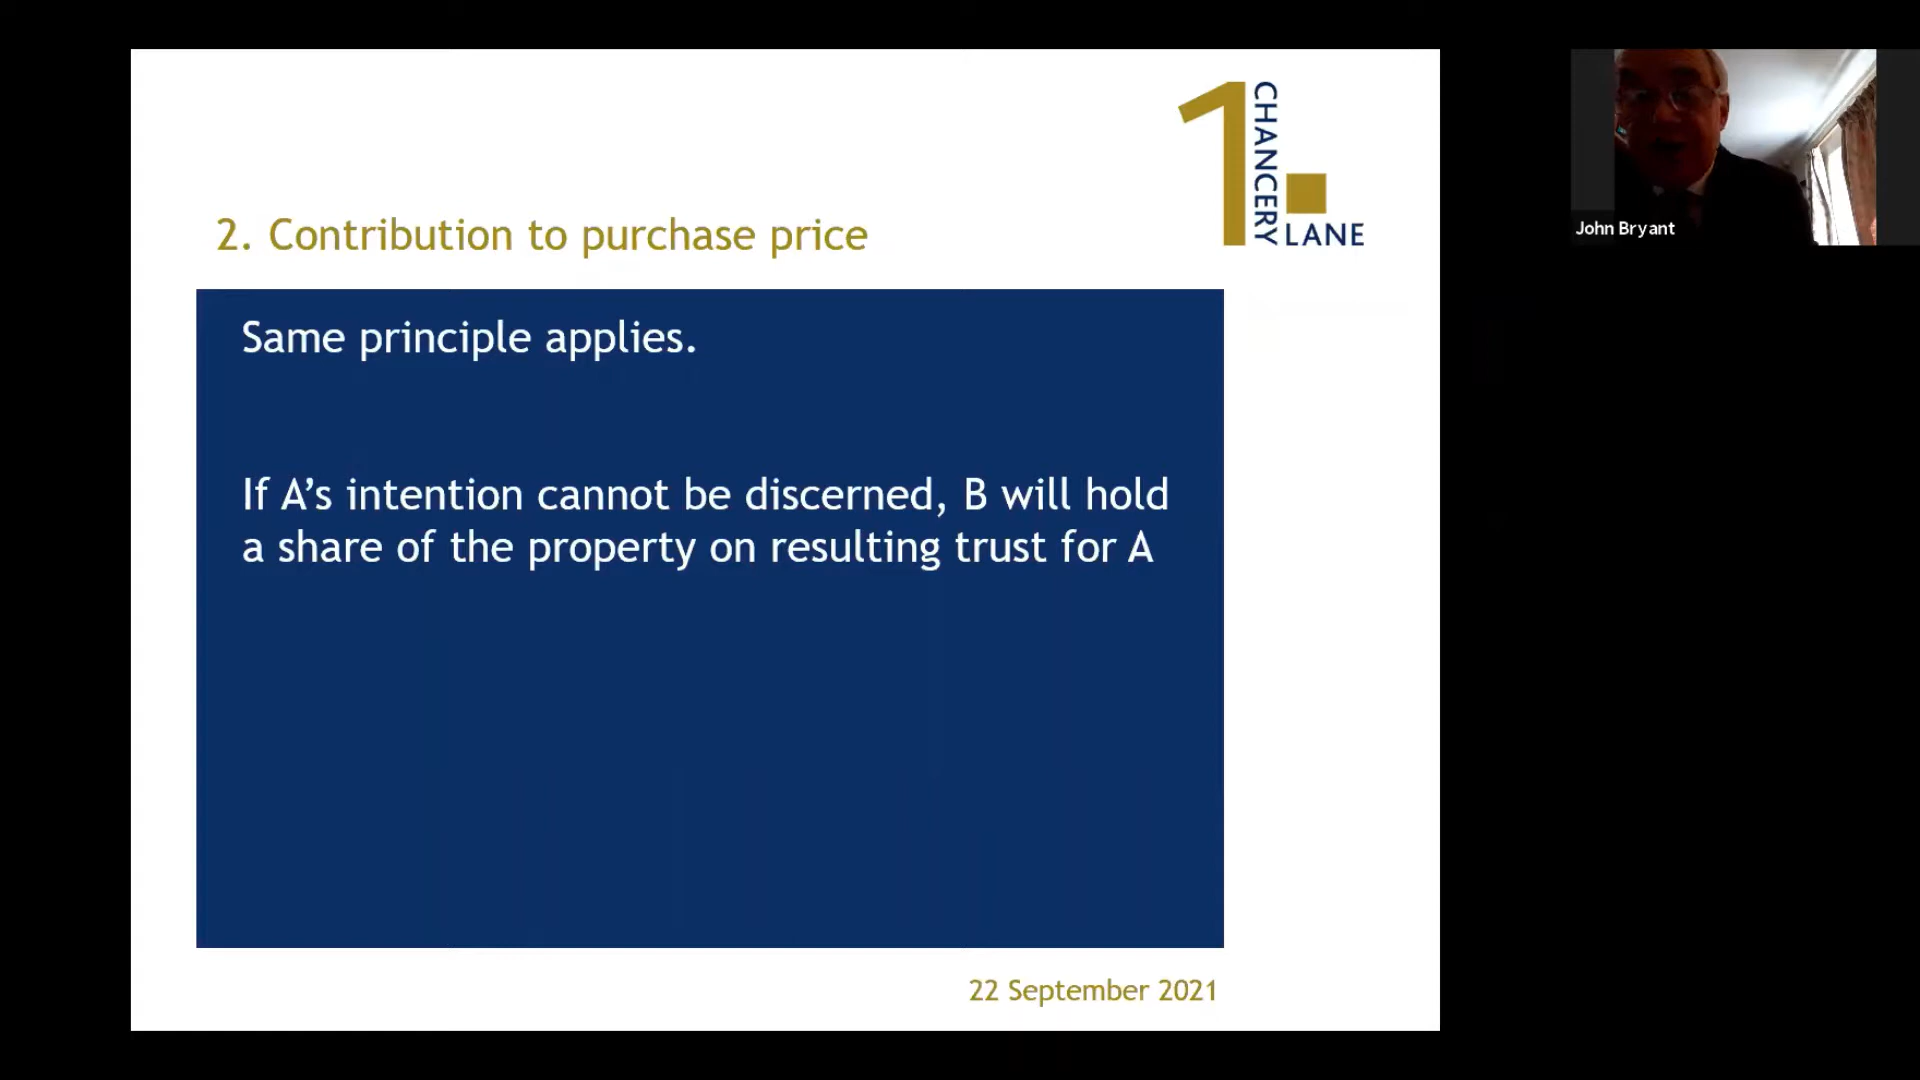 1 CHANCERY LANE
2. Contribution to purchase price
Same principle applies.
If A’s intention cannot be discerned, B will hold
a share of the property on resulting trust for A
22 September 2021
John Bryant